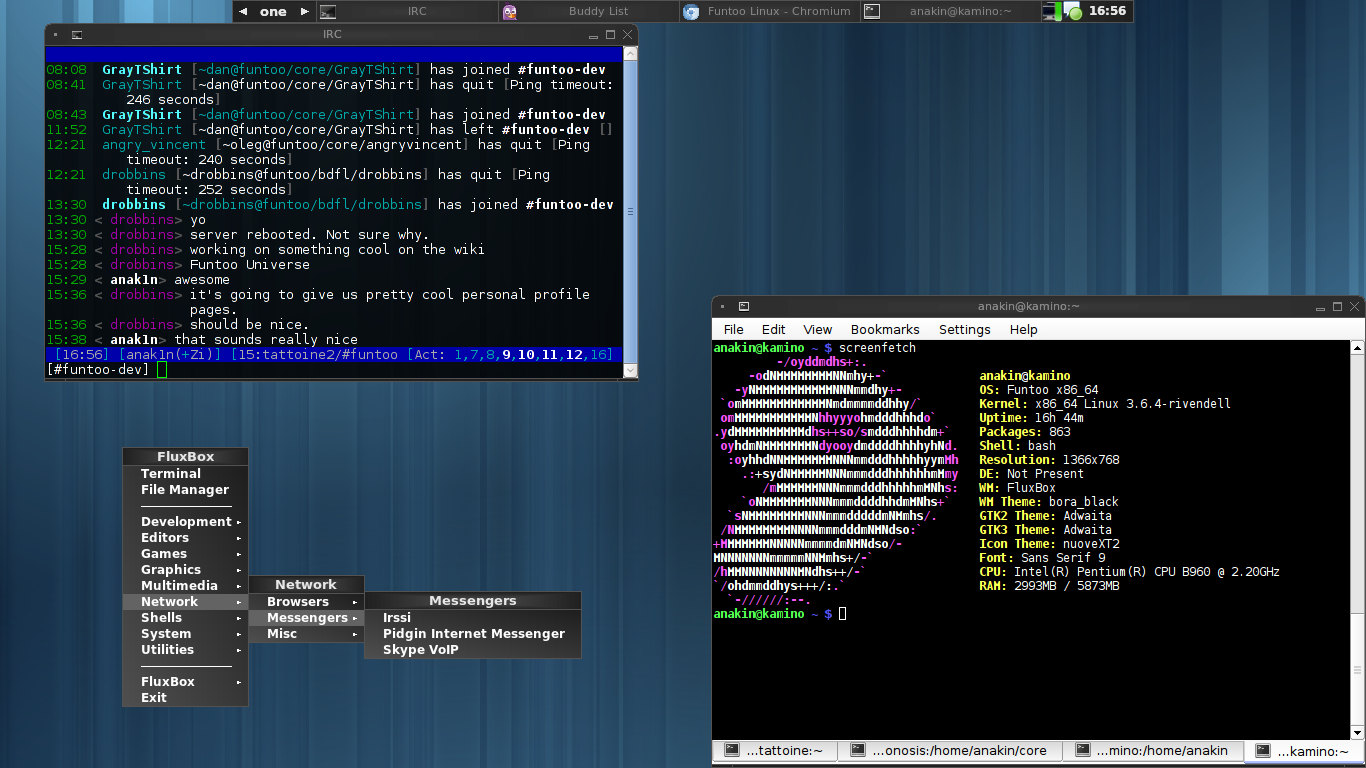 one
IRC
Buddy List
Funtoo Linux - Chromium
anakin@kamino:~
16:56
IRC
08:08 GrayTShirt [~dan@funtoo/core/GrayTShirt] has joined #funtoo-dev
08:41 GrayTShirt [~dan@funtoo/core/GrayTShirt] has quit [Ping timeout:
246 seconds]
08:43 GrayTShirt [~dan@funtoo/core/GrayTShirt] has joined #funtoo-dev
11:52 GrayTShirt [~dan@funtoo/core/GrayTShirt] has left #funtoo-dev []
12:21 angry_vincent [~oleg@funtoo/core/angryvincent] has quit [Ping
timeout: 240 seconds]
12:21 drobbins [~drobbins@funtoo/bdfl/drobbins] has quit [Ping
timeout: 252 seconds]
13:30 drobbins [~drobbins@funtoo/bdfl/drobbins] has joined #funtoo-dev
13:30 < drobbins> yo
13:30 < drobbins> server rebooted. Not sure why.
15:28 < drobbins> working on something cool on the wiki
15:28 < drobbins> Funtoo Universe
15:29 < anak1n> awesome
15:36 < drobbins> it's going to give us pretty cool personal profile
pages.
15:36 < drobbins> should be nice.
15:38 < anak1n> that sounds really nice
[16:56] [anak1n(+Zi)] [15:tattoine2/#funtoo [Act: 1,7,8,9,10,11,12,16]
[#funtoo-dev]
FluxBox
Terminal
File Manager
Development
Editors
Games
Graphics
Multimedia
Network
Shells
System
Utilities
FluxBox
Exit
Network
Browsers
Messengers
Misc
Messengers
Irssi
Pidgin Internet Messenger
Skype VoIP
anakin@kamino:~
File Edit View Bookmarks Settings Help
anakin@kamino ~ $ screenfetch
anakin@kamino
OS: Funtoo x86_64
Kernel: x86_64 Linux 3.6.4-rivendell
Uptime: 16h 44m
Packages: 863
Shell: bash
Resolution: 1366x768
DE: Not Present
WM: FluxBox
WM Theme: bora_black
GTK2 Theme: Adwaita
GTK3 Theme: Adwaita
Icon Theme: nuoveXT2
Font: Sans Serif 9
CPU: Intel(R) Pentium(R) CPU B960 @ 2.20GHz
RAM: 2993MB / 5873MB
anakin@kamino ~ $
...tattoine:~
...onosis:/home/anakin/core
...mino:/home/anakin
...kamino:~